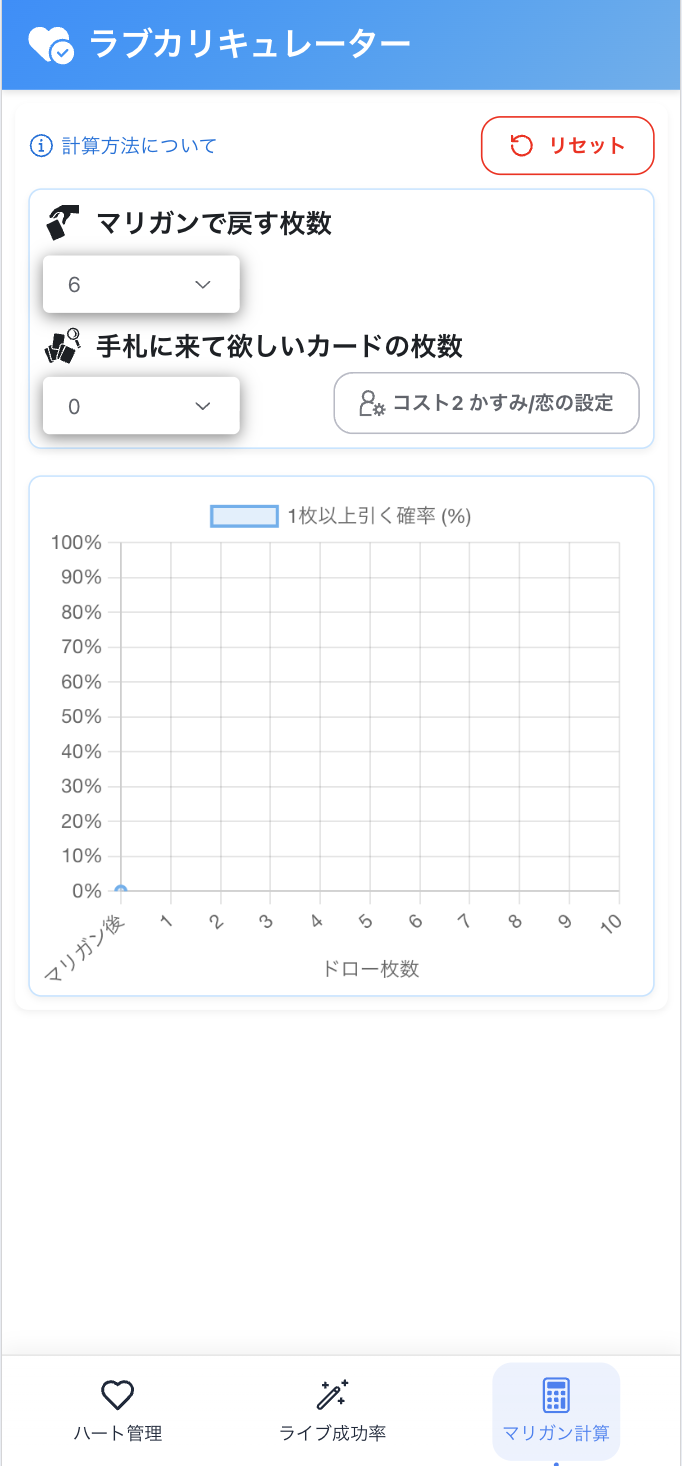 ラブカリキュレーター
計算方法について
リセット
マリガンで戻す枚数
6
手札に来て欲しいカードの枚数
0
コスト2 かすみ/恋の設定
1枚以上引く確率 (%)
100%
90%
80%
70%
60%
50%
40%
30%
20%
10%
0%
マリガン後 1 2 3 4 5 6 7 8 9 10
ドロー枚数
ハート管理 ライブ成功率 マリガン計算